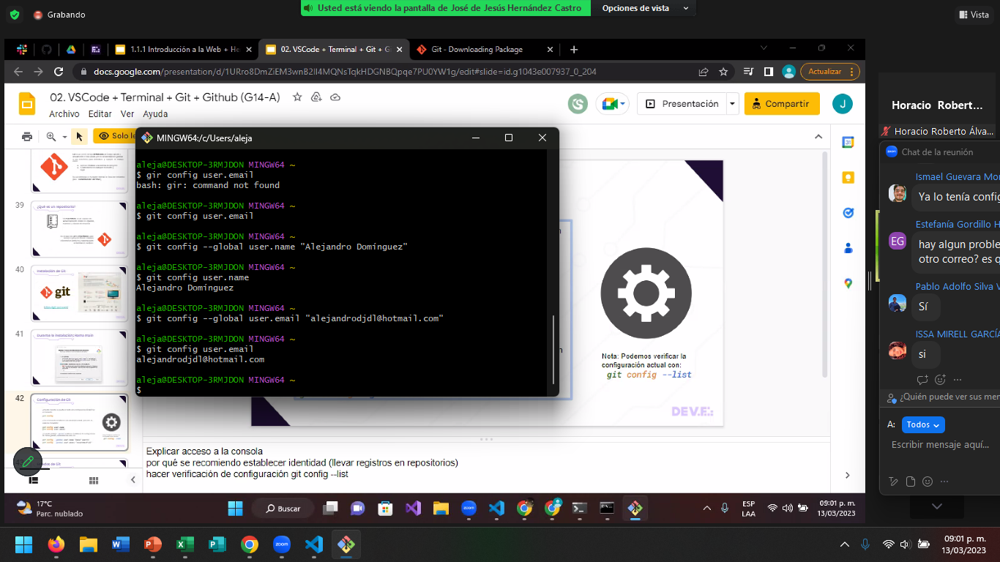 Grabando
Usted está viendo la pantalla de José de Jesús Hernández Castro
Opciones de vista
Vista
1.1.1 Introducción a la Web + He
02. VSCode + Terminal + Git + Gi
Git - Downloading Package
docs.google.com/presentation/d/1URro8DmZiEM3wnB2II4MQNsTqkHDGNBQpqe7PU0YW1g/edit#slide=id.g1043e007937_0_204
Actualizar
02. VSCode + Terminal + Git + Github (G14-A)
Archivo Editar Ver Ayuda
Presentación
Compartir
J
Solo le
MINGW64:/c/Users/aleja
aleja@DESKTOP-3RMJDON MINGW64 ~
$ gir config user.email
bash: gir: command not found
aleja@DESKTOP-3RMJDON MINGW64 ~
$ git config user.email
aleja@DESKTOP-3RMJDON MINGW64 ~
$ git config --global user.name "Alejandro Domínguez"
aleja@DESKTOP-3RMJDON MINGW64 ~
$ git config user.name
Alejandro Domínguez
aleja@DESKTOP-3RMJDON MINGW64 ~
$ git config --global user.email "alejandrodjdl@hotmail.com"
aleja@DESKTOP-3RMJDON MINGW64 ~
$ git config user.email
alejandrodjdl@hotmail.com
aleja@DESKTOP-3RMJDON MINGW64 ~
$
39
¿Qué es un repositorio?
40
Instalación de Git
git
41
Durante la instalación: Rama main
42
Configuración de Git
Nota: Podemos verificar la
configuración actual con:
git config --list
DEV.F.:
Explicar acceso a la consola
por qué se recomiendo establecer identidad (llevar registros en repositorios)
hacer verificación de configuración git config --list
17°C
Parc. nublado
Buscar
ESP
LAA
09:01 p. m.
13/03/2023
Horacio Robert...
Horacio Roberto Álva...
Chat de la reunión
Ismael Guevara Mor
Ya lo tenía config
Estefanía Gordillo H
EG
hay algun proble
otro correo? es q
Pablo Adolfo Silva V
Sí
ISSA MIRELL GARCÍA
si
¿Quién puede ver sus mer
A: Todos
Escribir mensaje aquí...
09:01 p. m.
13/03/2023